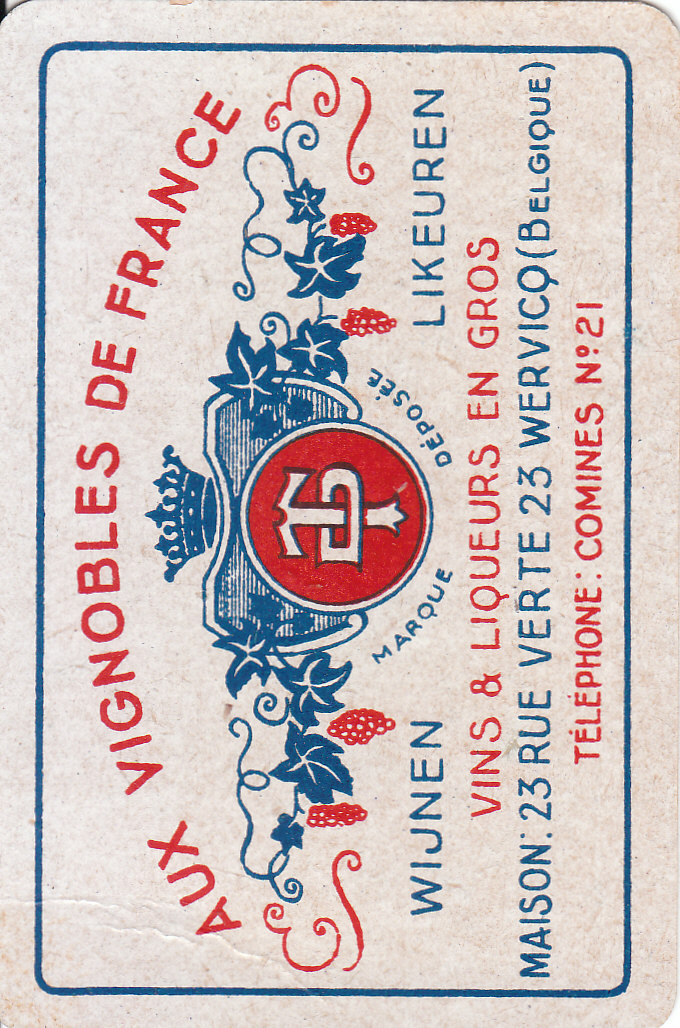 AUX VIGNOBLES DE FRANCE
MARQUE DÉPOSÉE
WIJNEN LIKEUREN
VINS & LIQUEURS EN GROS
MAISON: 23 RUE VERTE 23 WERVICQ (BELGIQUE)
TÉLÉPHONE: COMINES Nº 21